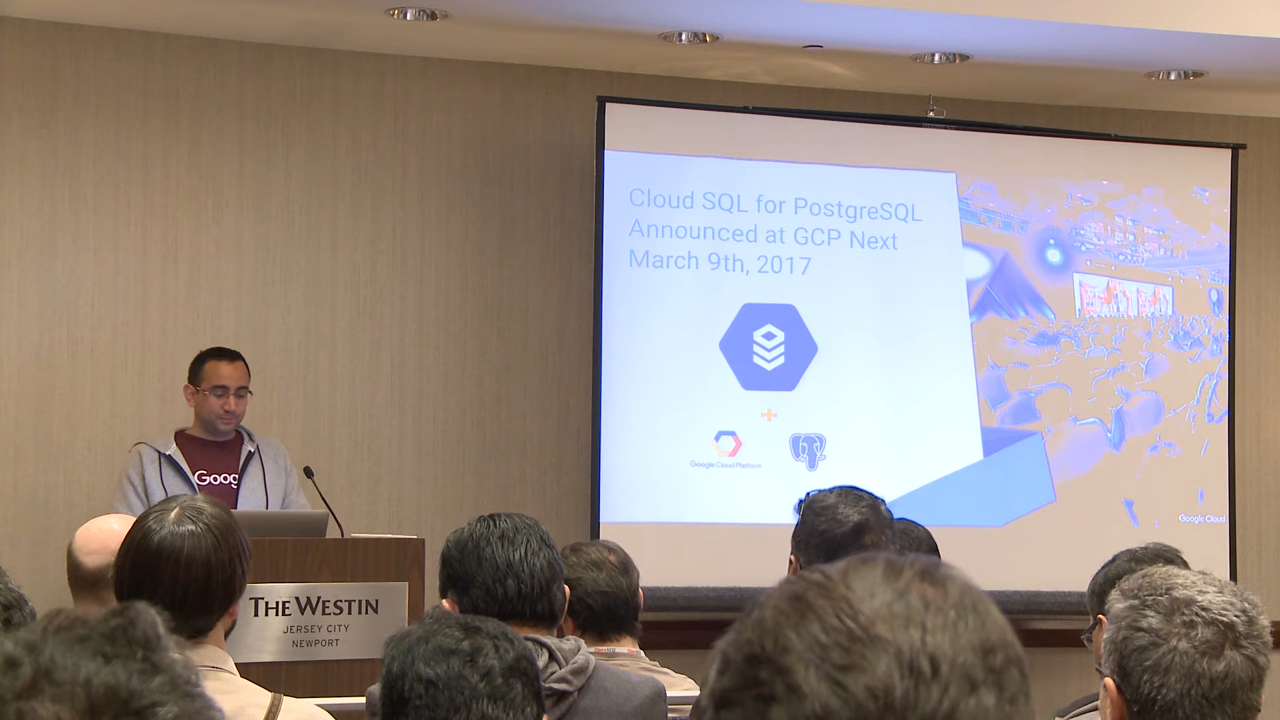 Cloud SQL for PostgreSQL
Announced at GCP Next
March 9th, 2017
Google Cloud Platform
Google Cloud
Goog
THE WESTIN
JERSEY CITY
NEWPORT